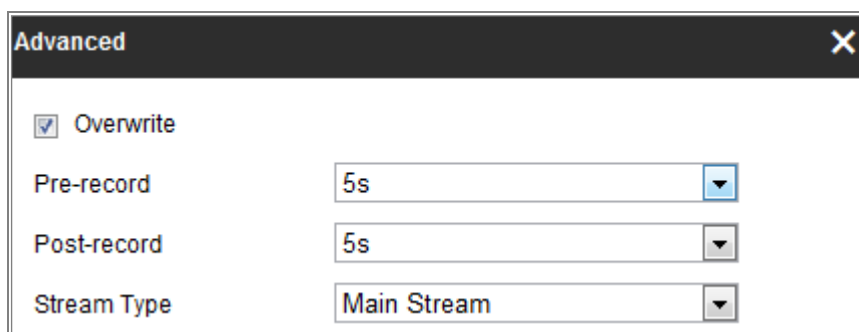 Advanced
Overwrite
Pre-record 5s
Post-record 5s
Stream Type Main Stream